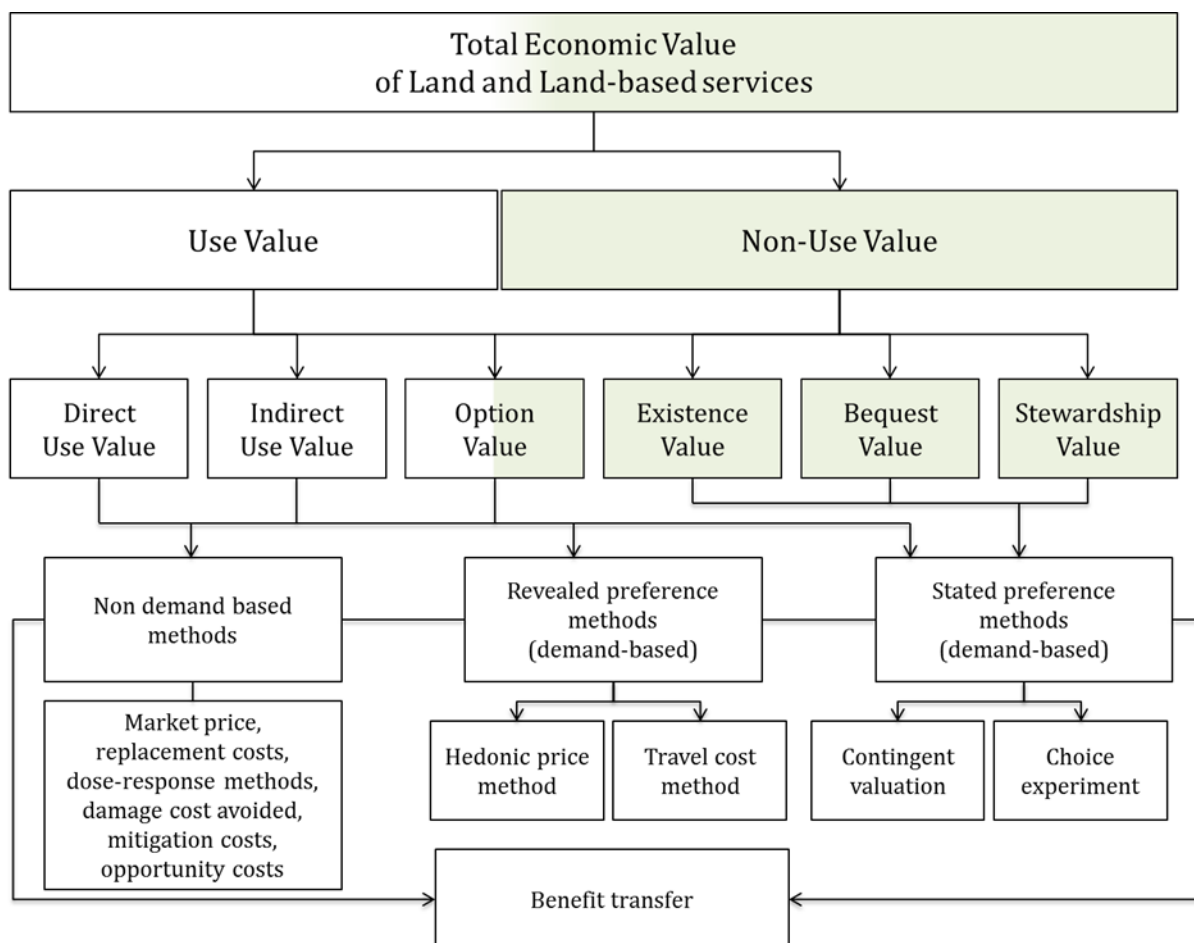 Total Economic Value
of Land and Land-based services
Use Value
Non-Use Value
Direct
Use Value
Indirect
Use Value
Option
Value
Existence
Value
Bequest
Value
Stewardship
Value
Non demand based
methods
Revealed preference
methods
(demand-based)
Stated preference
methods
(demand-based)
Market price,
replacement costs,
dose-response methods,
damage cost avoided,
mitigation costs,
opportunity costs
Hedonic price
method
Travel cost
method
Contingent
valuation
Choice
experiment
Benefit transfer